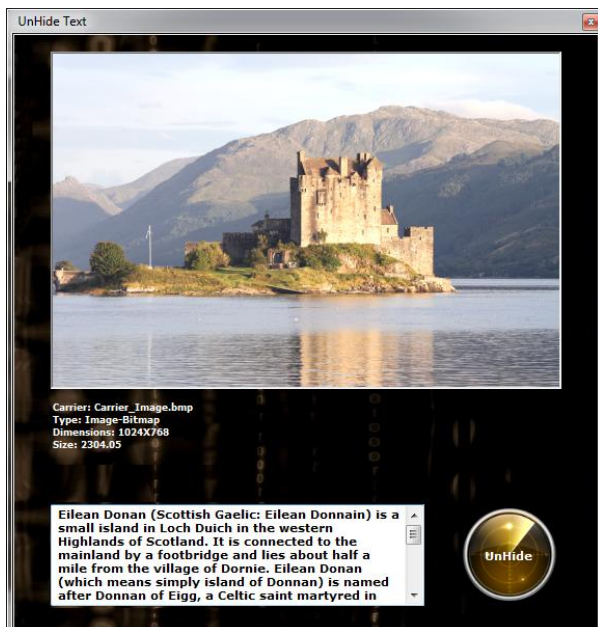 UnHide Text
Carrier: Carrier_Image.bmp
Type: Image-Bitmap
Dimensions: 1024X768
Size: 2304.05
Eilean Donan (Scottish Gaelic: Eilean Donnain) is a
small island in Loch Duich in the western
Highlands of Scotland. It is connected to the
mainland by a footbridge and lies about half a
mile from the village of Dornie. Eilean Donan
(which means simply island of Donnan) is named
after Donnan of Eigg, a Celtic saint martyred in
UnHide